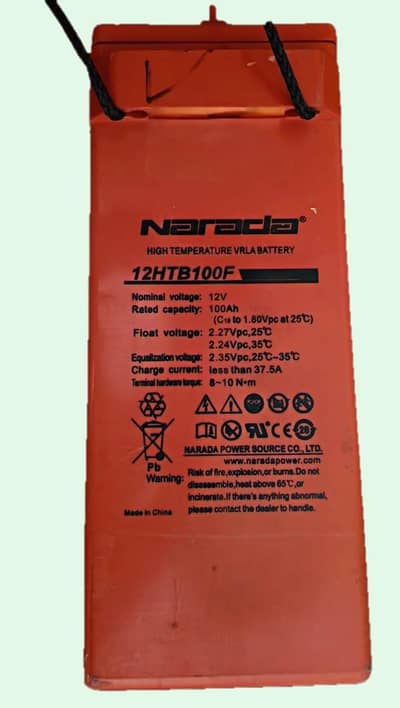 Narada®
HIGH TEMPERATURE VRLA BATTERY
12HTB100F
Nominal voltage: 12V
Rated capacity: 100Ah
(C₁₀ to 1.80Vpc at 25℃)
Float voltage: 2.27Vpc,25℃
2.24Vpc,35℃
Equalization voltage: 2.35Vpc,25℃~35℃
Charge current: less than 37.5A
Terminal hardware torque: 8~10 N•m
CE 20
Pb
NARADA POWER SOURCE CO., LTD.
www.naradapower.com
Warning: Risk of fire,explosion,or burns.Do not
disassemble,heat above 65℃,or
incinerate.If there's anything abnormal,
please contact the dealer to handle.
Made in China